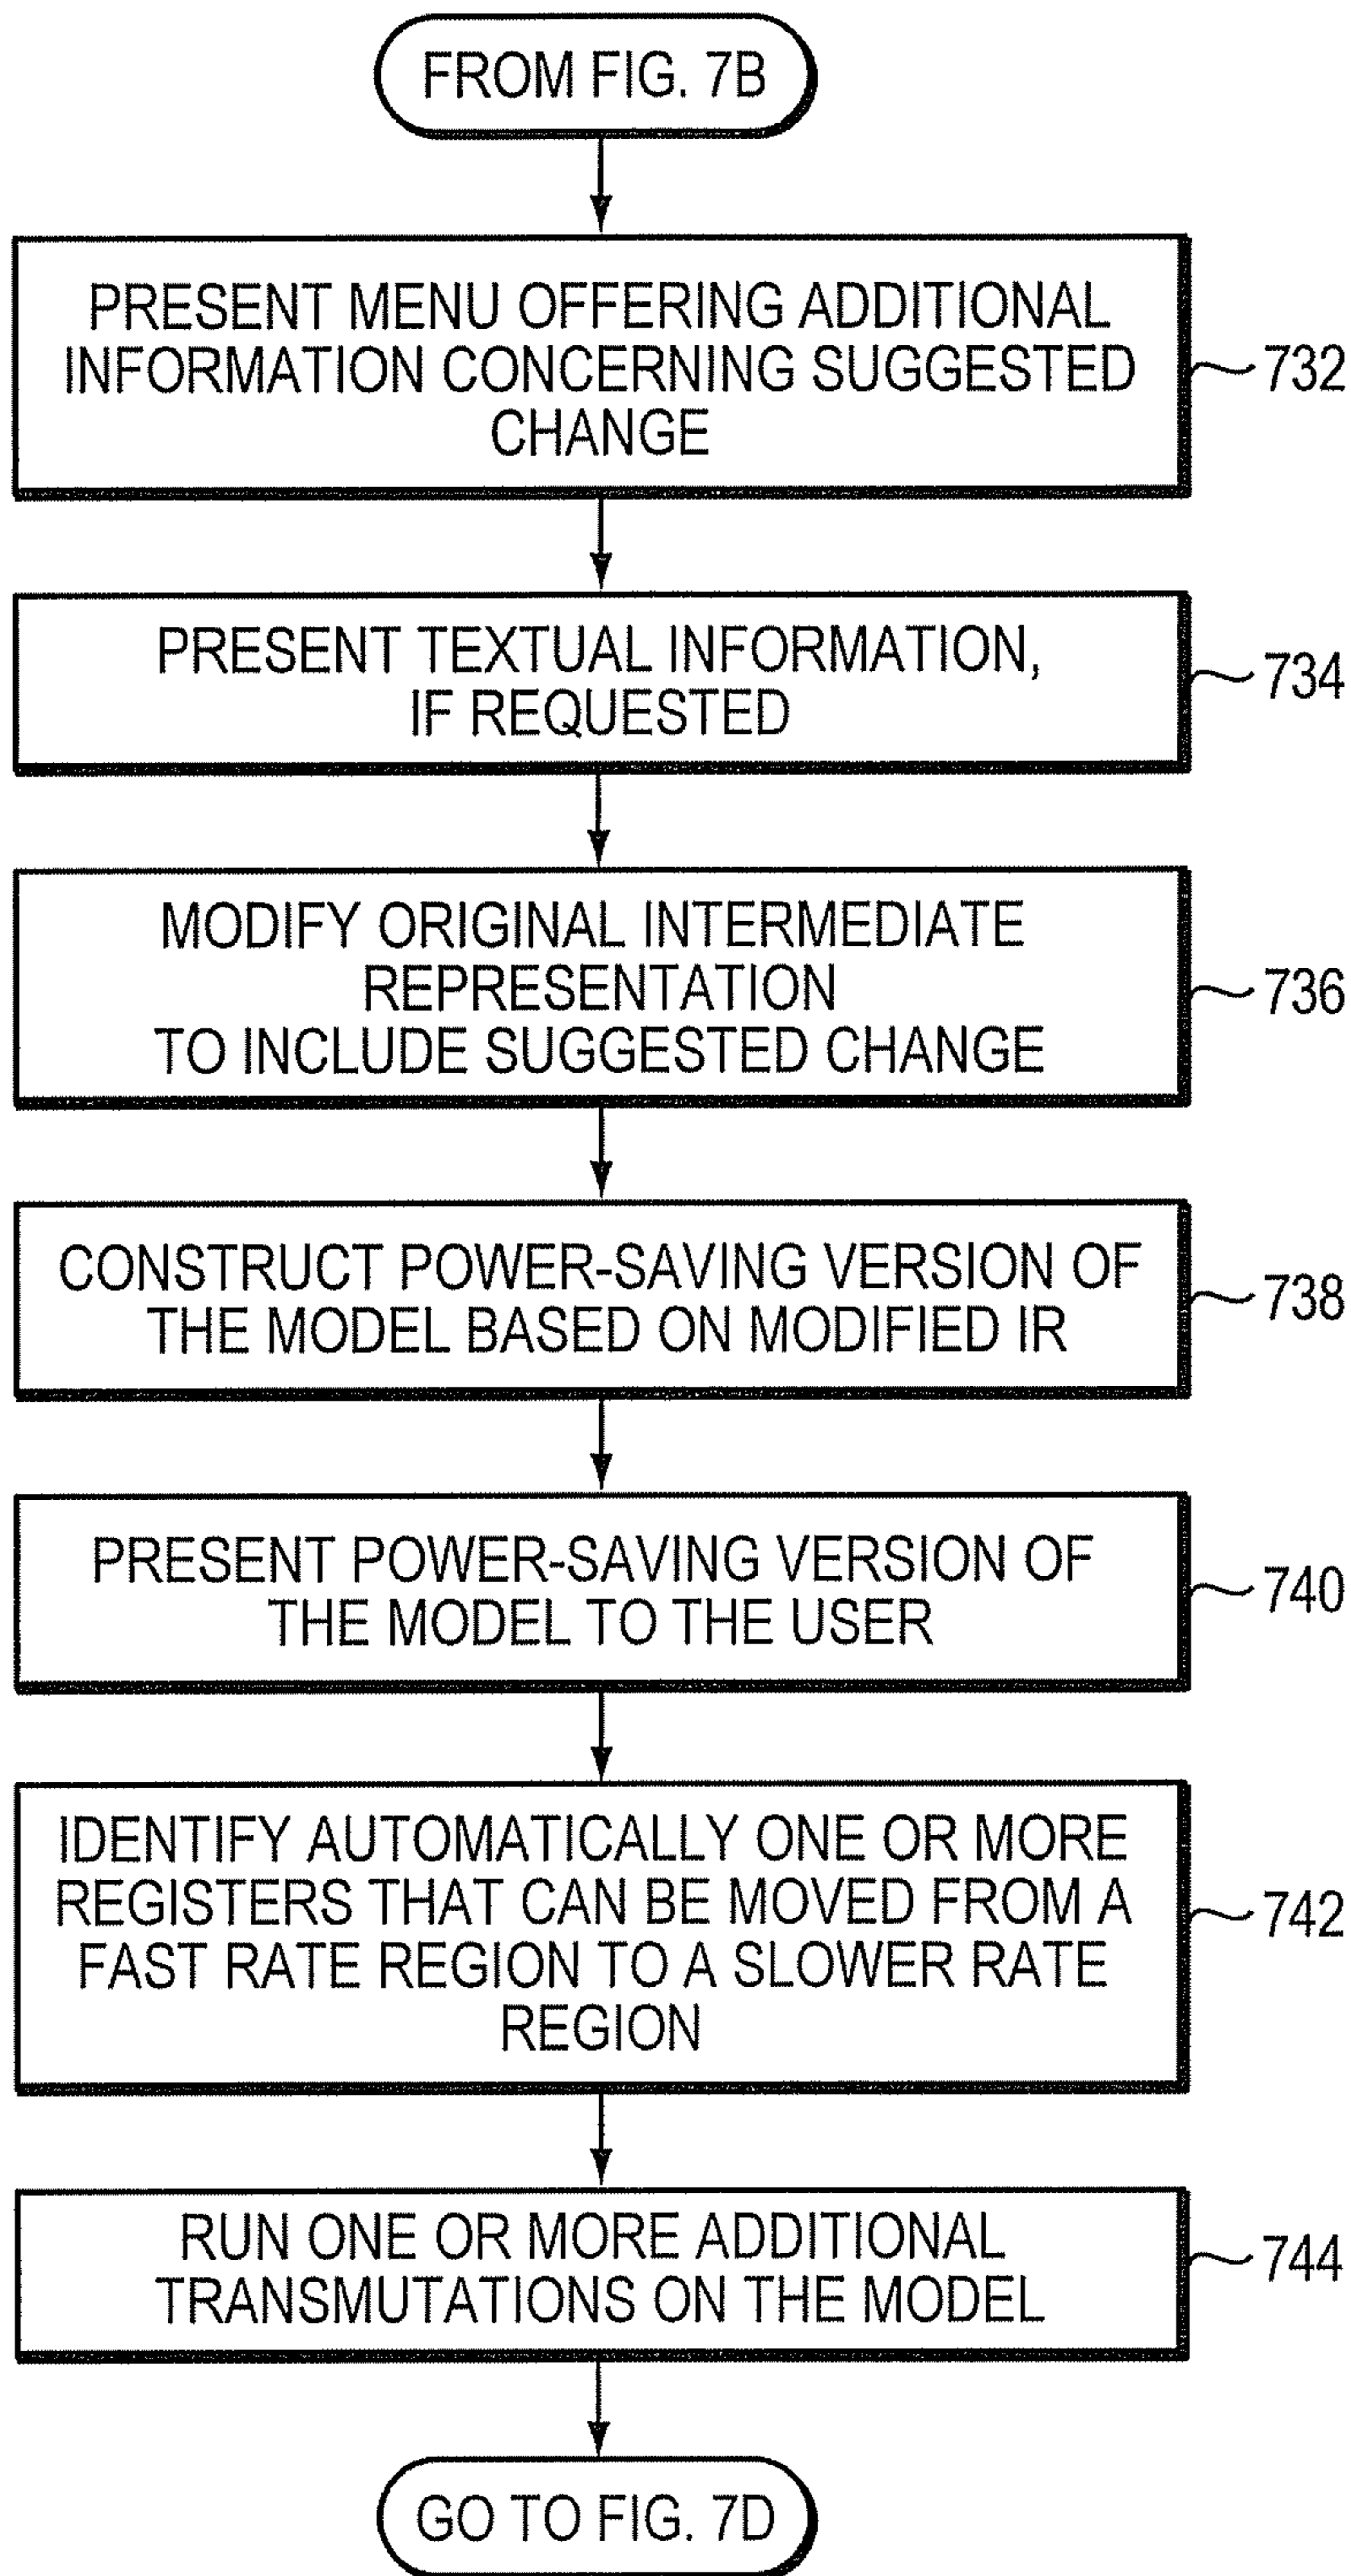 FROM FIG. 7B
PRESENT MENU OFFERING ADDITIONAL
INFORMATION CONCERNING SUGGESTED
CHANGE
732
PRESENT TEXTUAL INFORMATION,
IF REQUESTED
734
MODIFY ORIGINAL INTERMEDIATE
REPRESENTATION
TO INCLUDE SUGGESTED CHANGE
736
CONSTRUCT POWER-SAVING VERSION OF
THE MODEL BASED ON MODIFIED IR
738
PRESENT POWER-SAVING VERSION OF
THE MODEL TO THE USER
740
IDENTIFY AUTOMATICALLY ONE OR MORE
REGISTERS THAT CAN BE MOVED FROM A
FAST RATE REGION TO A SLOWER RATE
REGION
742
RUN ONE OR MORE ADDITIONAL
TRANSMUTATIONS ON THE MODEL
744
GO TO FIG. 7D